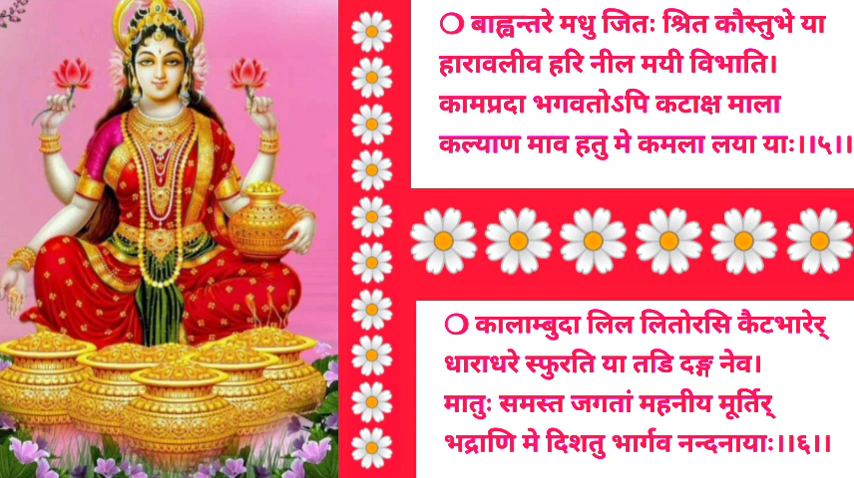 ❍ बाह्वन्तरे मधु जितः श्रित कौस्तुभे या
हारावलीव हरि नील मयी विभाति।
कामप्रदा भगवतोऽपि कटाक्ष माला
कल्याण माव हतु मे कमला लया याः।।५।।
❍ कालाम्बुदा लिल लितोरसि कैटभारेर्
धाराधरे स्फुरति या तडि दङ्ग नेव।
मातुः समस्त जगतां महनीय मूर्तिर्
भद्राणि मे दिशतु भार्गव नन्दनायाः।।६।।